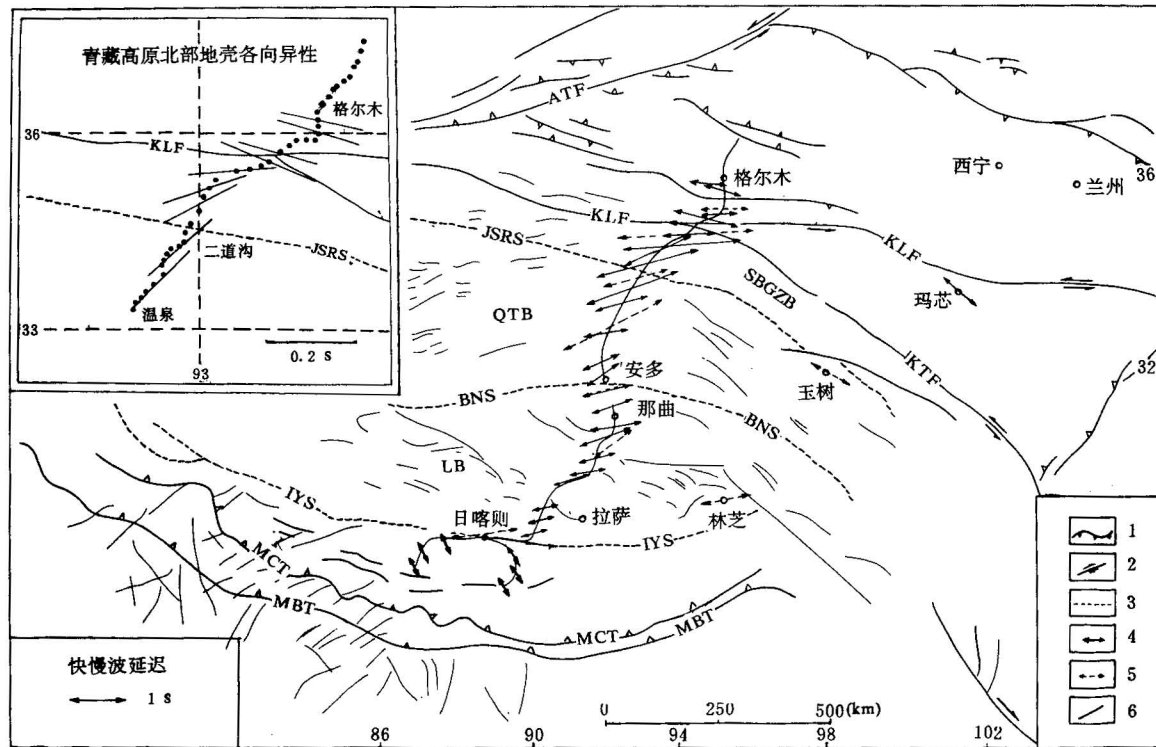 青藏高原北部地壳各向异性
格尔木
36
KLF
JSRS
二道沟
温泉
33
0.2 s
93
ATF
格尔木
西宁
兰州
36
KLF
JSRS
KLF
SBGZB
玛芯
QTB
KTF
32
安多
玉树
BNS
那曲
BNS
LB
IYS
日喀则
拉萨
林芝
IYS
MCT
MBT
MCT
MBT
快慢波延迟
1 s
0 250 500(km)
86 90 94 98 102
1
2
3
4
5
6